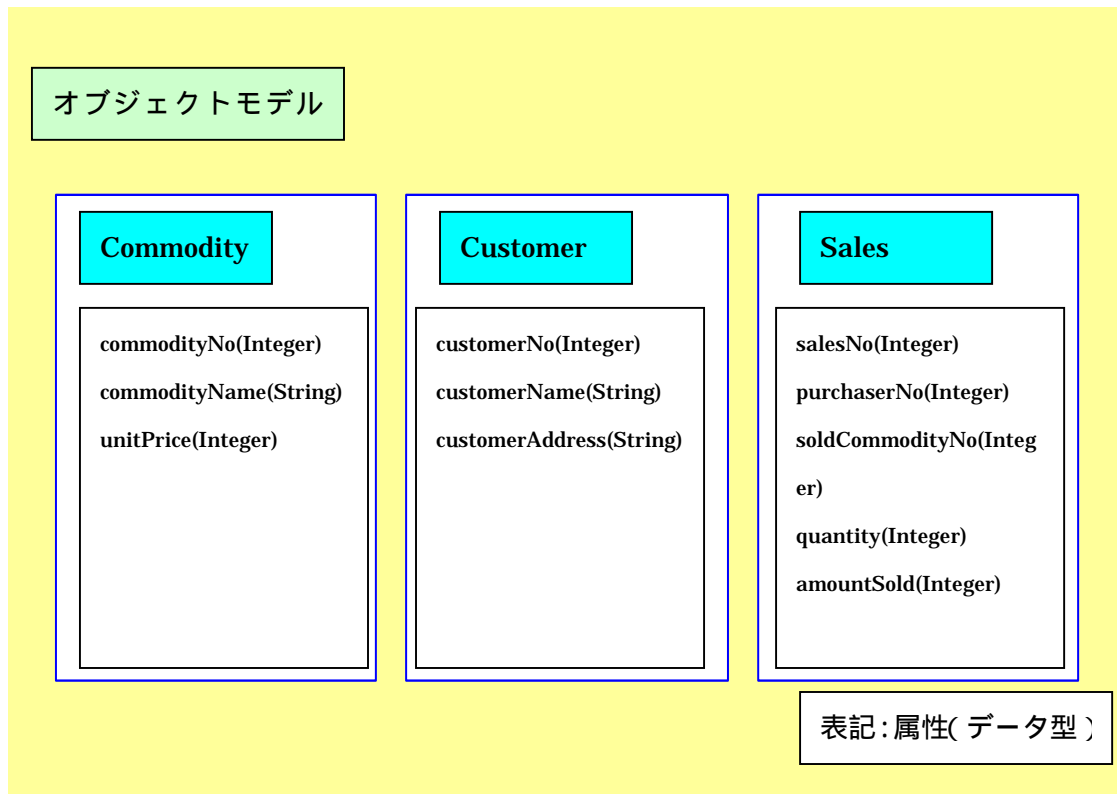 オブジェクトモデル
Commodity
commodityNo(Integer)
commodityName(String)
unitPrice(Integer)
Customer
customerNo(Integer)
customerName(String)
customerAddress(String)
Sales
salesNo(Integer)
purchaserNo(Integer)
soldCommodityNo(Integ
er)
quantity(Integer)
amountSold(Integer)
表記:属性(データ型)